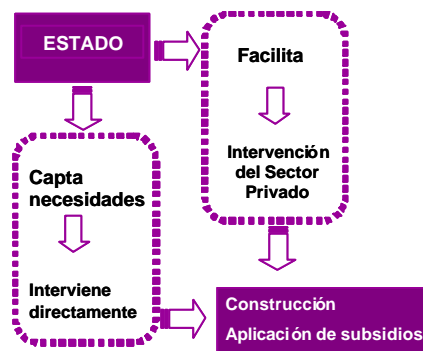 ESTADO
Facilita
Intervención
del Sector
Privado
Capta
necesidades
Interviene
directamente
Construcción
Aplicación de subsidios